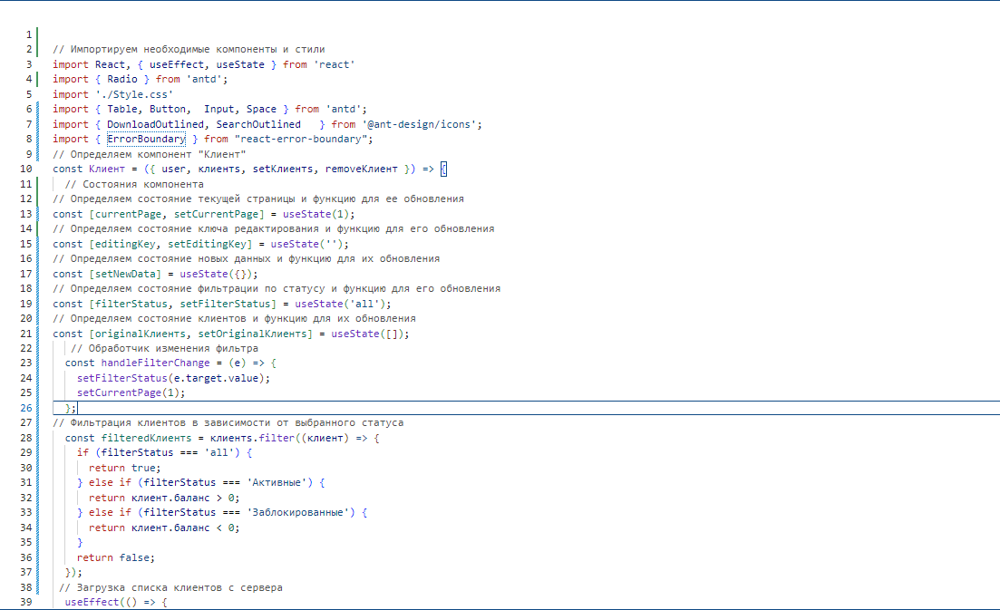 1
2 // Импортируем необходимые компоненты и стили
3 import React, { useEffect, useState } from 'react'
4 import { Radio } from 'antd';
5 import './Style.css'
6 import { Table, Button,  Input, Space } from 'antd';
7 import { DownloadOutlined, SearchOutlined   } from '@ant-design/icons';
8 import { ErrorBoundary } from "react-error-boundary";
9 // Определяем компонент "Клиент"
10 const Клиент = ({ user, клиенты, setКлиенты, removeКлиент }) => {
11   // Состояния компонента
12 // Определяем состояние текущей страницы и функцию для ее обновления
13 const [currentPage, setCurrentPage] = useState(1);
14 // Определяем состояние ключа редактирования и функцию для его обновления
15 const [editingKey, setEditingKey] = useState('');
16 // Определяем состояние новых данных и функцию для их обновления
17 const [setNewData] = useState({});
18 // Определяем состояние фильтрации по статусу и функцию для его обновления
19 const [filterStatus, setFilterStatus] = useState('all');
20 // Определяем состояние клиентов и функцию для их обновления
21 const [originalКлиенты, setOriginalКлиенты] = useState([]);
22    // Обработчик изменения фильтра
23   const handleFilterChange = (e) => {
24     setFilterStatus(e.target.value);
25     setCurrentPage(1);
26   };
27 // Фильтрация клиентов в зависимости от выбранного статуса
28   const filteredКлиенты = клиенты.filter((клиент) => {
29     if (filterStatus === 'all') {
30       return true;
31     } else if (filterStatus === 'Активные') {
32       return клиент.баланс > 0;
33     } else if (filterStatus === 'Заблокированные') {
34       return клиент.баланс < 0;
35     }
36     return false;
37   });
38  // Загрузка списка клиентов с сервера
39   useEffect(() => {